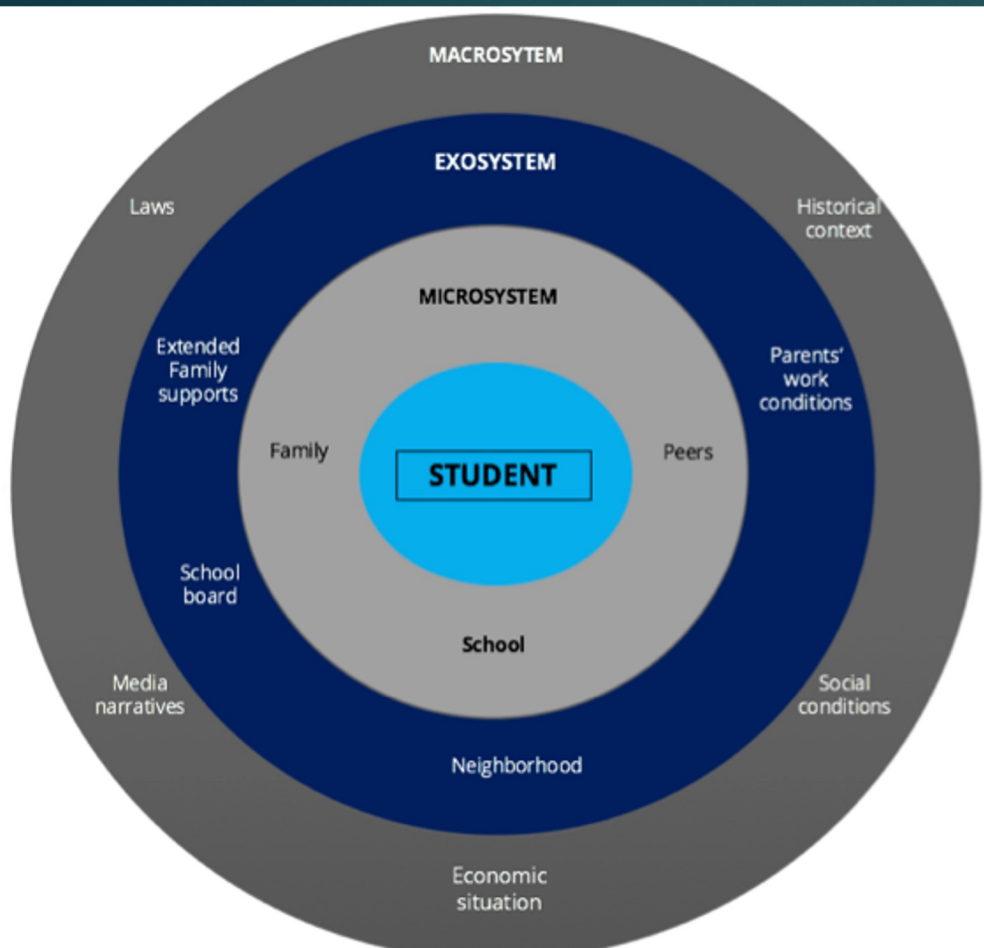 MACROSYTEM
EXOSYSTEM
Laws
Historical
context
MICROSYSTEM
Extended
Family
supports
Parents’
work
conditions
Family
STUDENT
Peers
School
board
School
Media
narratives
Social
conditions
Neighborhood
Economic
situation